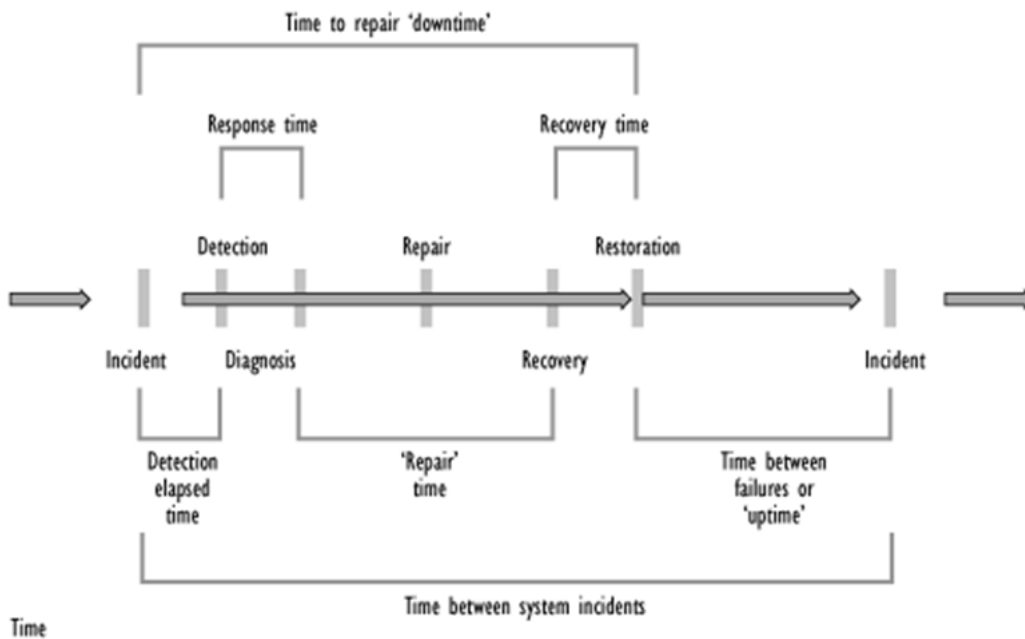 Time to repair ‘downtime’
Response time
Recovery time
Detection
Repair
Restoration
Incident
Diagnosis
Recovery
Incident
Detection
elapsed
time
‘Repair’
time
Time between
failures or
‘uptime’
Time between system incidents
Time